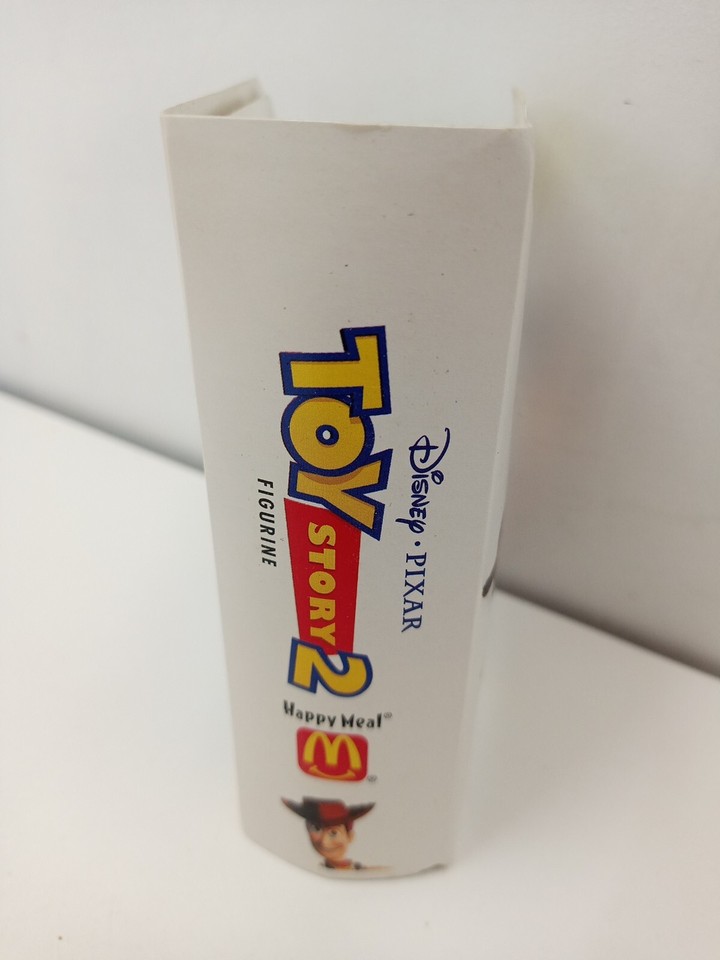 Disney · PIXAR
TOY
STORY
2
FIGURINE
Happy Meal®
M®